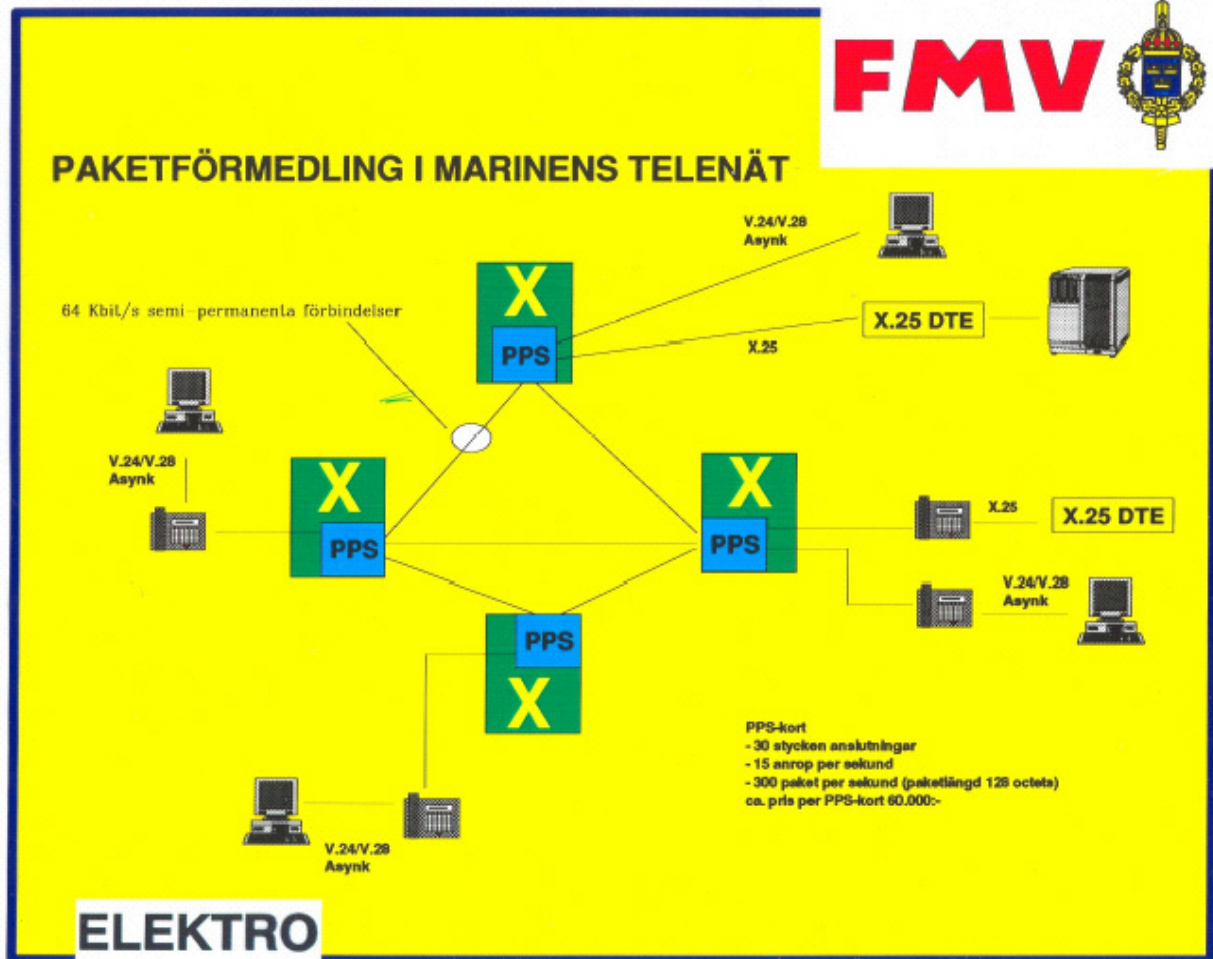 FMV
PAKETFÖRMEDLING I MARINENS TELENÄT
V.24/V.28
Asynk
X
64 Kbit/s semi-permanenta förbindelser
X.25 DTE
PPS
X.25
V.24/V.28
Asynk
X
X
X.25
X.25 DTE
PPS
PPS
V.24/V.28
Asynk
PPS
X
PPS-kort
- 30 stycken anslutningar
- 15 anrop per sekund
- 300 paket per sekund (paketlängd 128 octets)
ca. pris per PPS-kort 60.000:-
V.24/V.28
Asynk
ELEKTRO